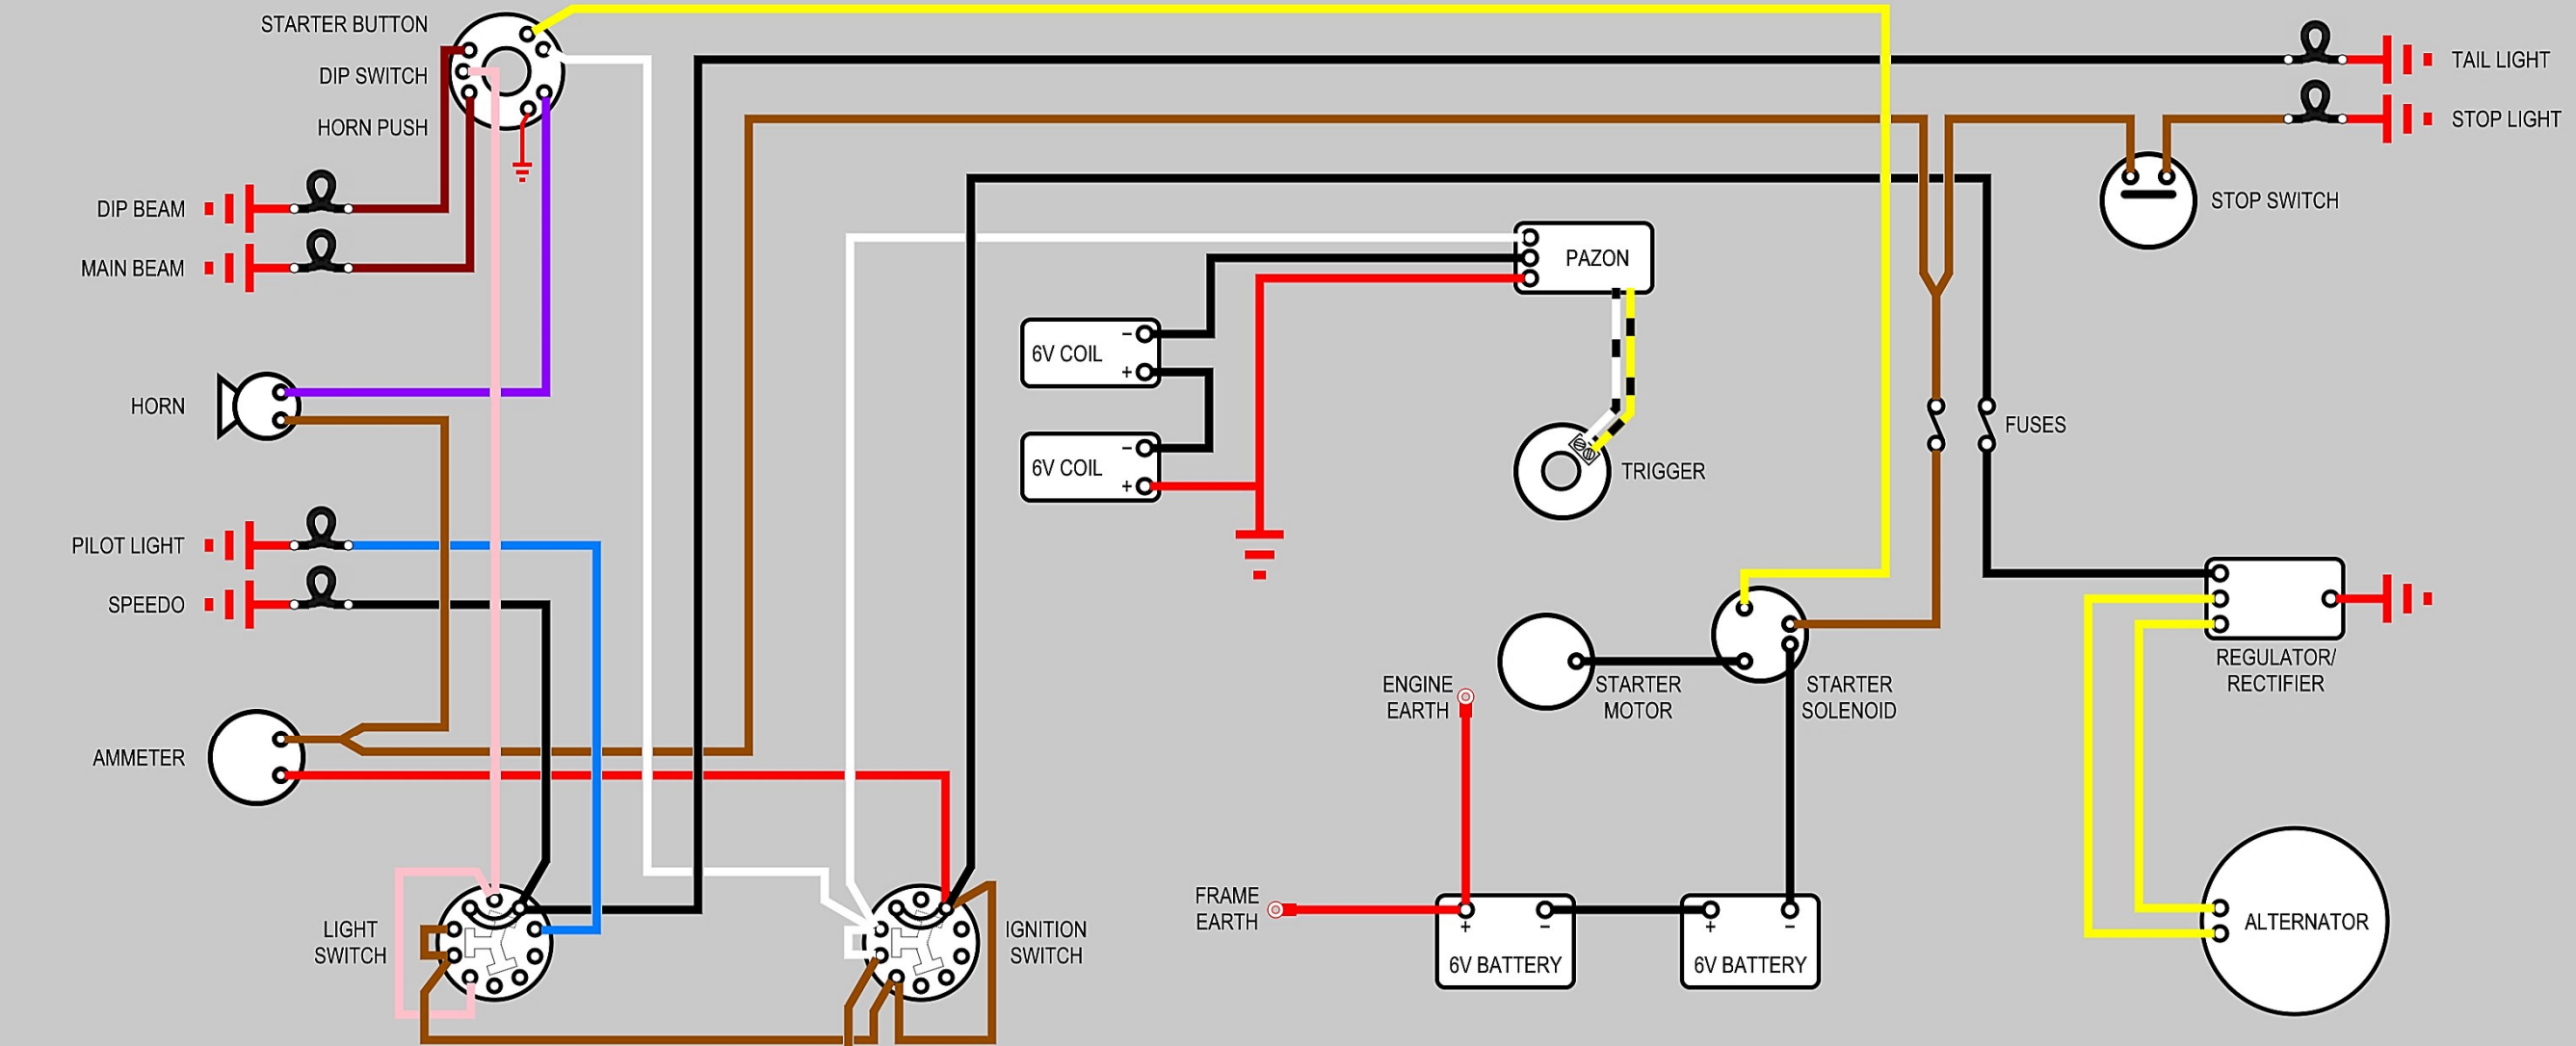 STARTER BUTTON
DIP SWITCH
HORN PUSH
DIP BEAM
MAIN BEAM
HORN
PILOT LIGHT
SPEEDO
AMMETER
LIGHT
SWITCH
IGNITION
SWITCH
6V COIL
−
+
6V COIL
−
+
PAZON
TRIGGER
ENGINE
EARTH
FRAME
EARTH
STARTER
MOTOR
STARTER
SOLENOID
+
−
6V BATTERY
+
−
6V BATTERY
TAIL LIGHT
STOP LIGHT
STOP SWITCH
FUSES
REGULATOR/
RECTIFIER
ALTERNATOR